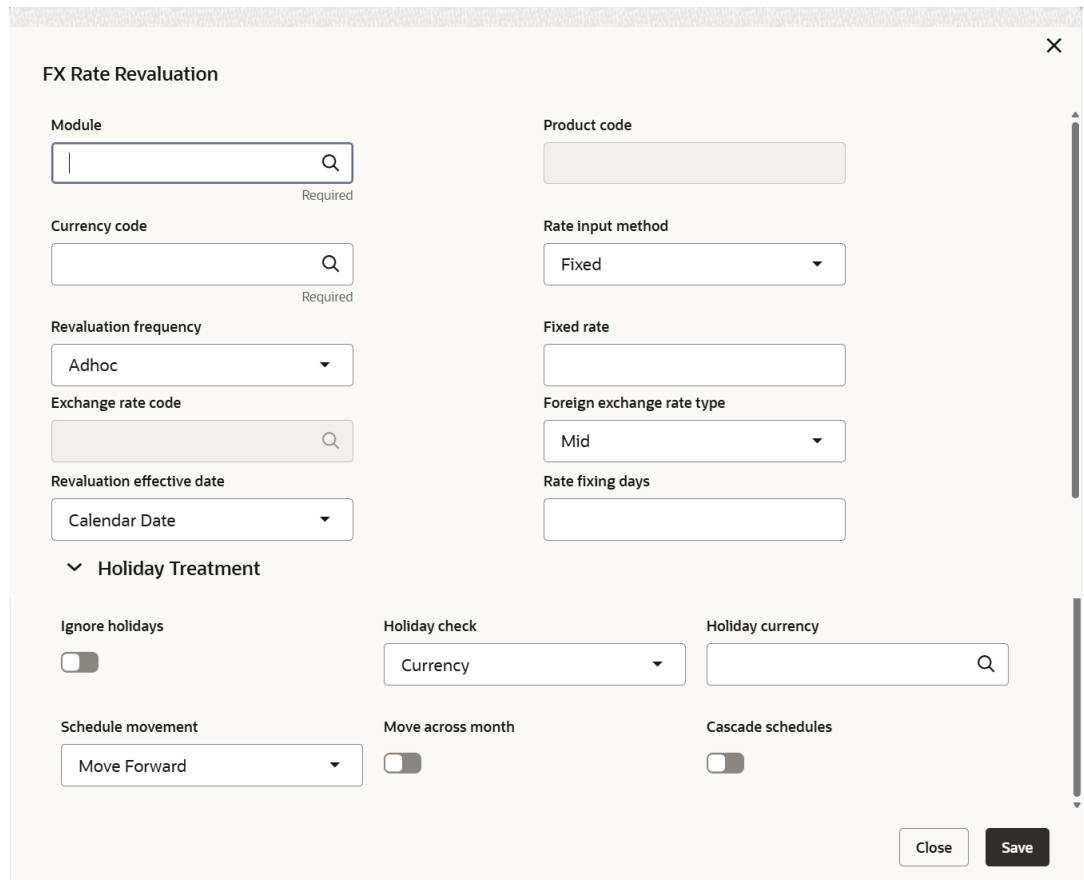 FX Rate Revaluation
Module
Product code
Required
Currency code
Rate input method
Fixed
Required
Revaluation frequency
Fixed rate
Adhoc
Exchange rate code
Foreign exchange rate type
Mid
Revaluation effective date
Rate fixing days
Calendar Date
Holiday Treatment
Ignore holidays
Holiday check
Holiday currency
Currency
Schedule movement
Move across month
Cascade schedules
Move Forward
Close
Save